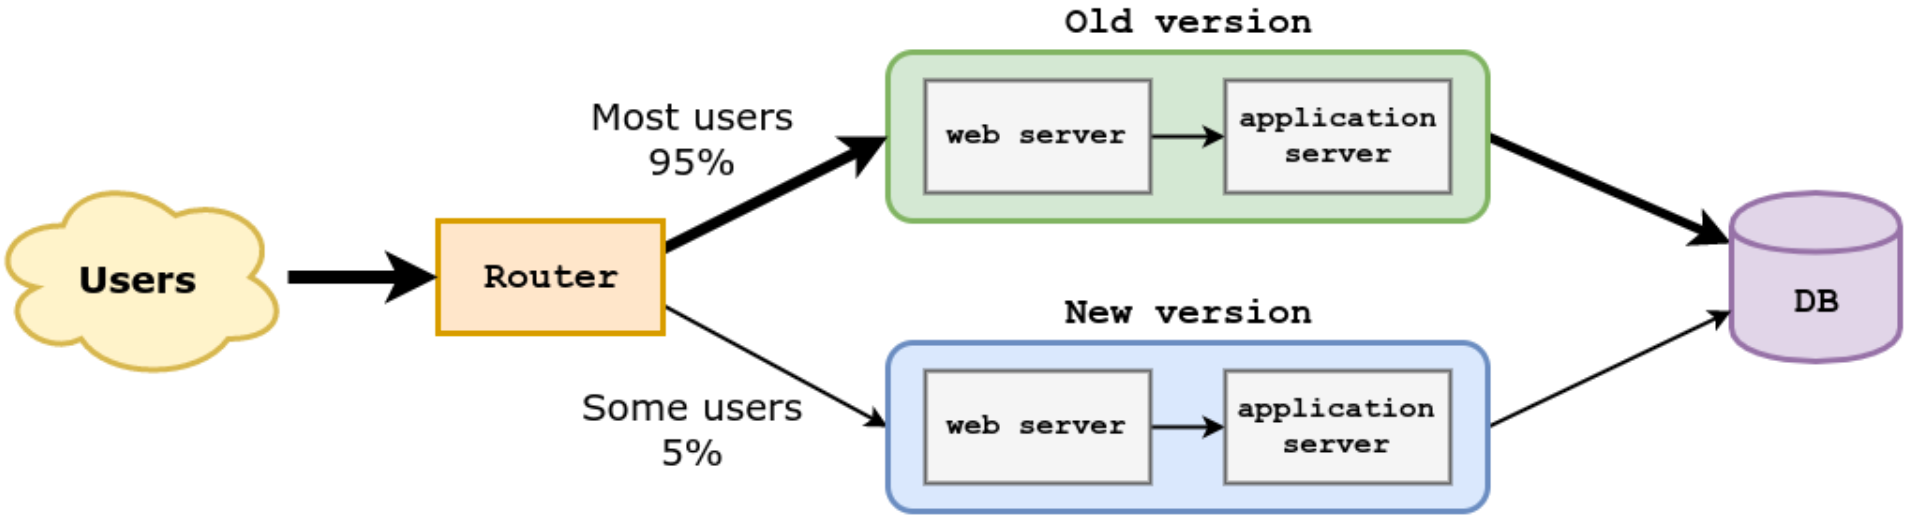 Old version
Most users
95%
web server
application
server
Users
Router
DB
New version
Some users
5%
web server
application
server